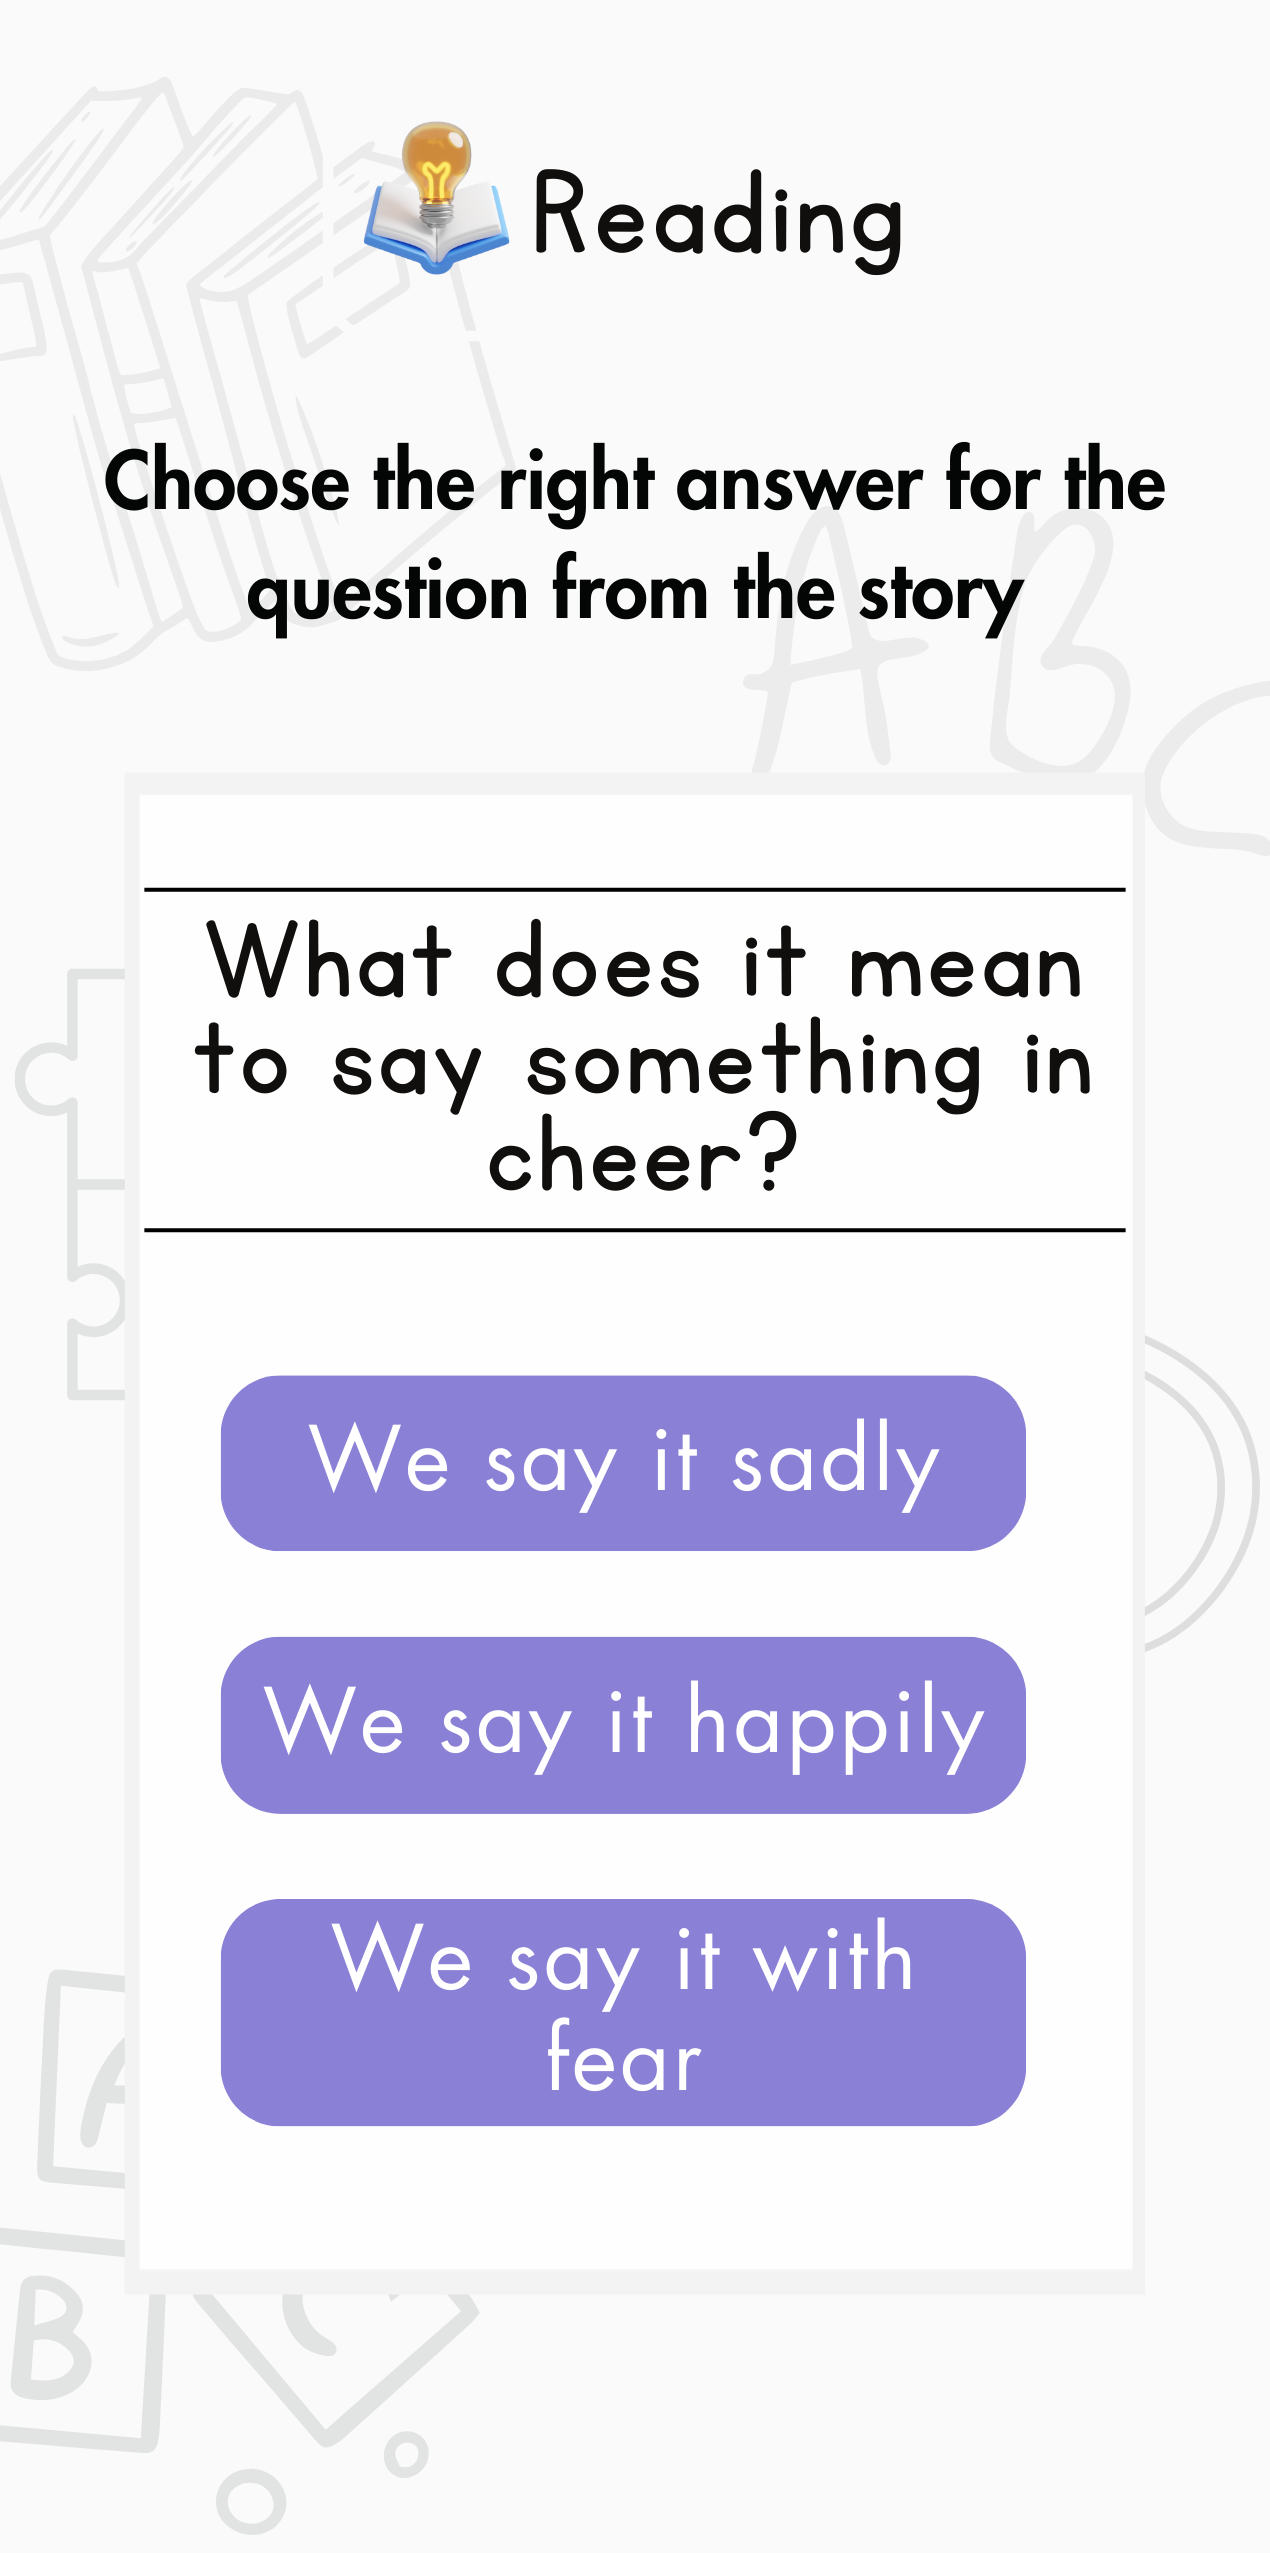 Reading
Choose the right answer for the
question from the story
A B
What does it mean
to say something in
cheer?
We say it sadly
We say it happily
We say it with
fear
A
B